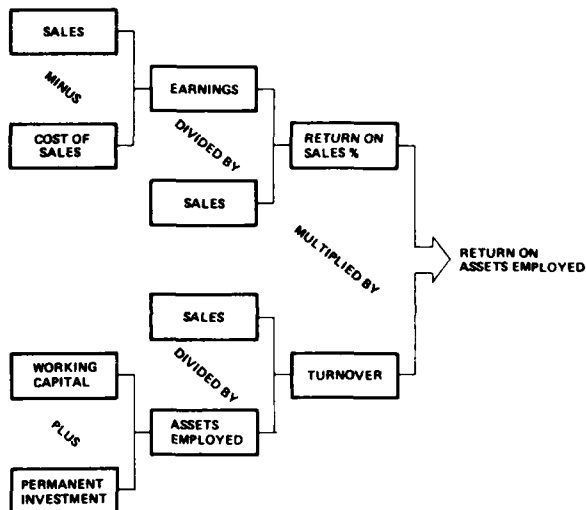 SALES
MINUS
COST OF
SALES
EARNINGS
DIVIDED BY
SALES
RETURN ON
SALES %
MULTIPLIED BY
RETURN ON
ASSETS EMPLOYED
SALES
DIVIDED BY
WORKING
CAPITAL
PLUS
PERMANENT
INVESTMENT
ASSETS
EMPLOYED
TURNOVER